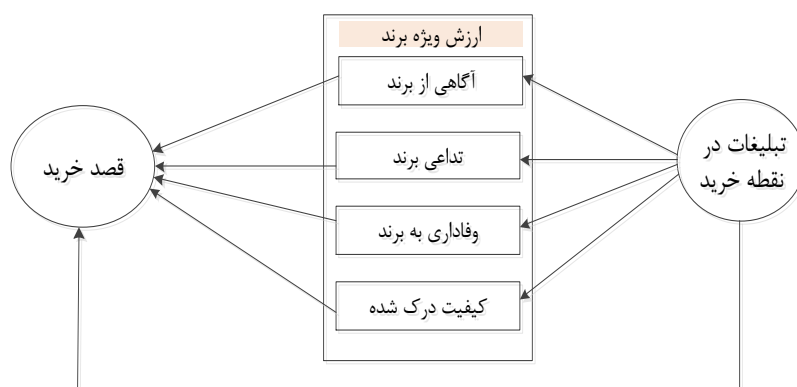 ارزش ویژه برند
آگاهی از برند
تبلیغات در
نقطه خرید
تداعی برند
قصد خرید
وفاداری به برند
کیفیت درک شده